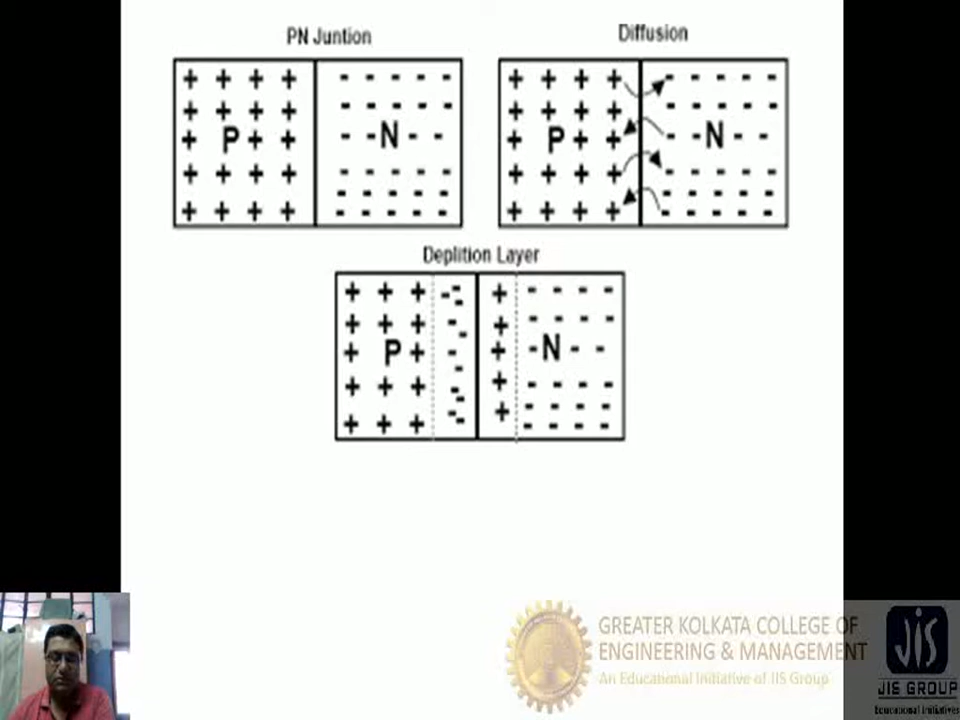 PN Juntion
Diffusion
P
N
P
N
Deplition Layer
P
N
GREATER KOLKATA COLLEGE OF
ENGINEERING & MANAGEMENT
An Educational Initiative of JIS Group
JIS
JIS GROUP
Educational Initiatives